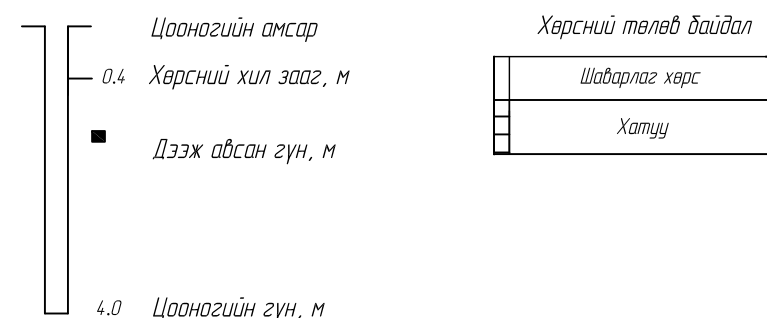 Цооногийн амсар
0.4 Хөрсний хил зааг, м
Дээж авсан гүн, м
4.0 Цооногийн гүн, м
Хөрсний төлөв байдал
Шаварлаг хөрс
Хатуу